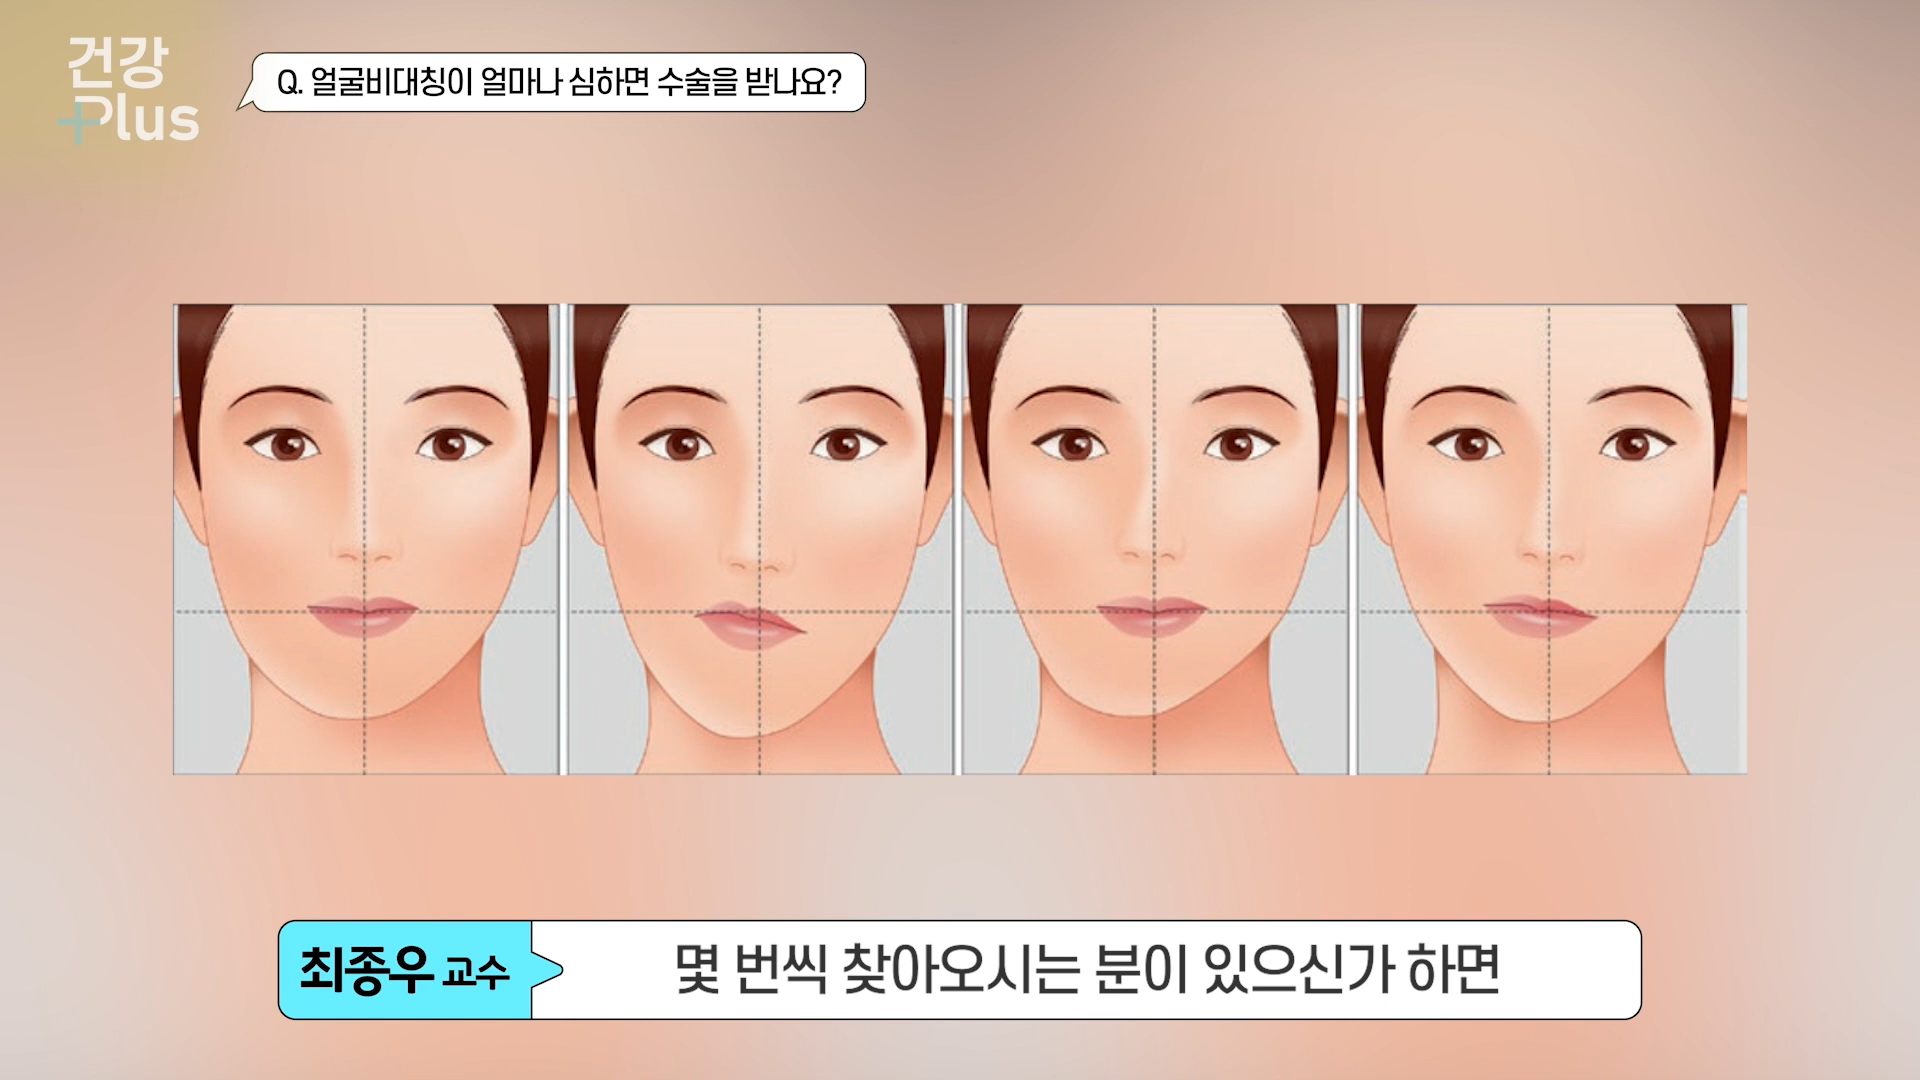 건강
Plus
Q. 얼굴비대칭이 얼마나 심하면 수술을 받나요?
최종우 교수
몇 번씩 찾아오시는 분이 있으신가 하면